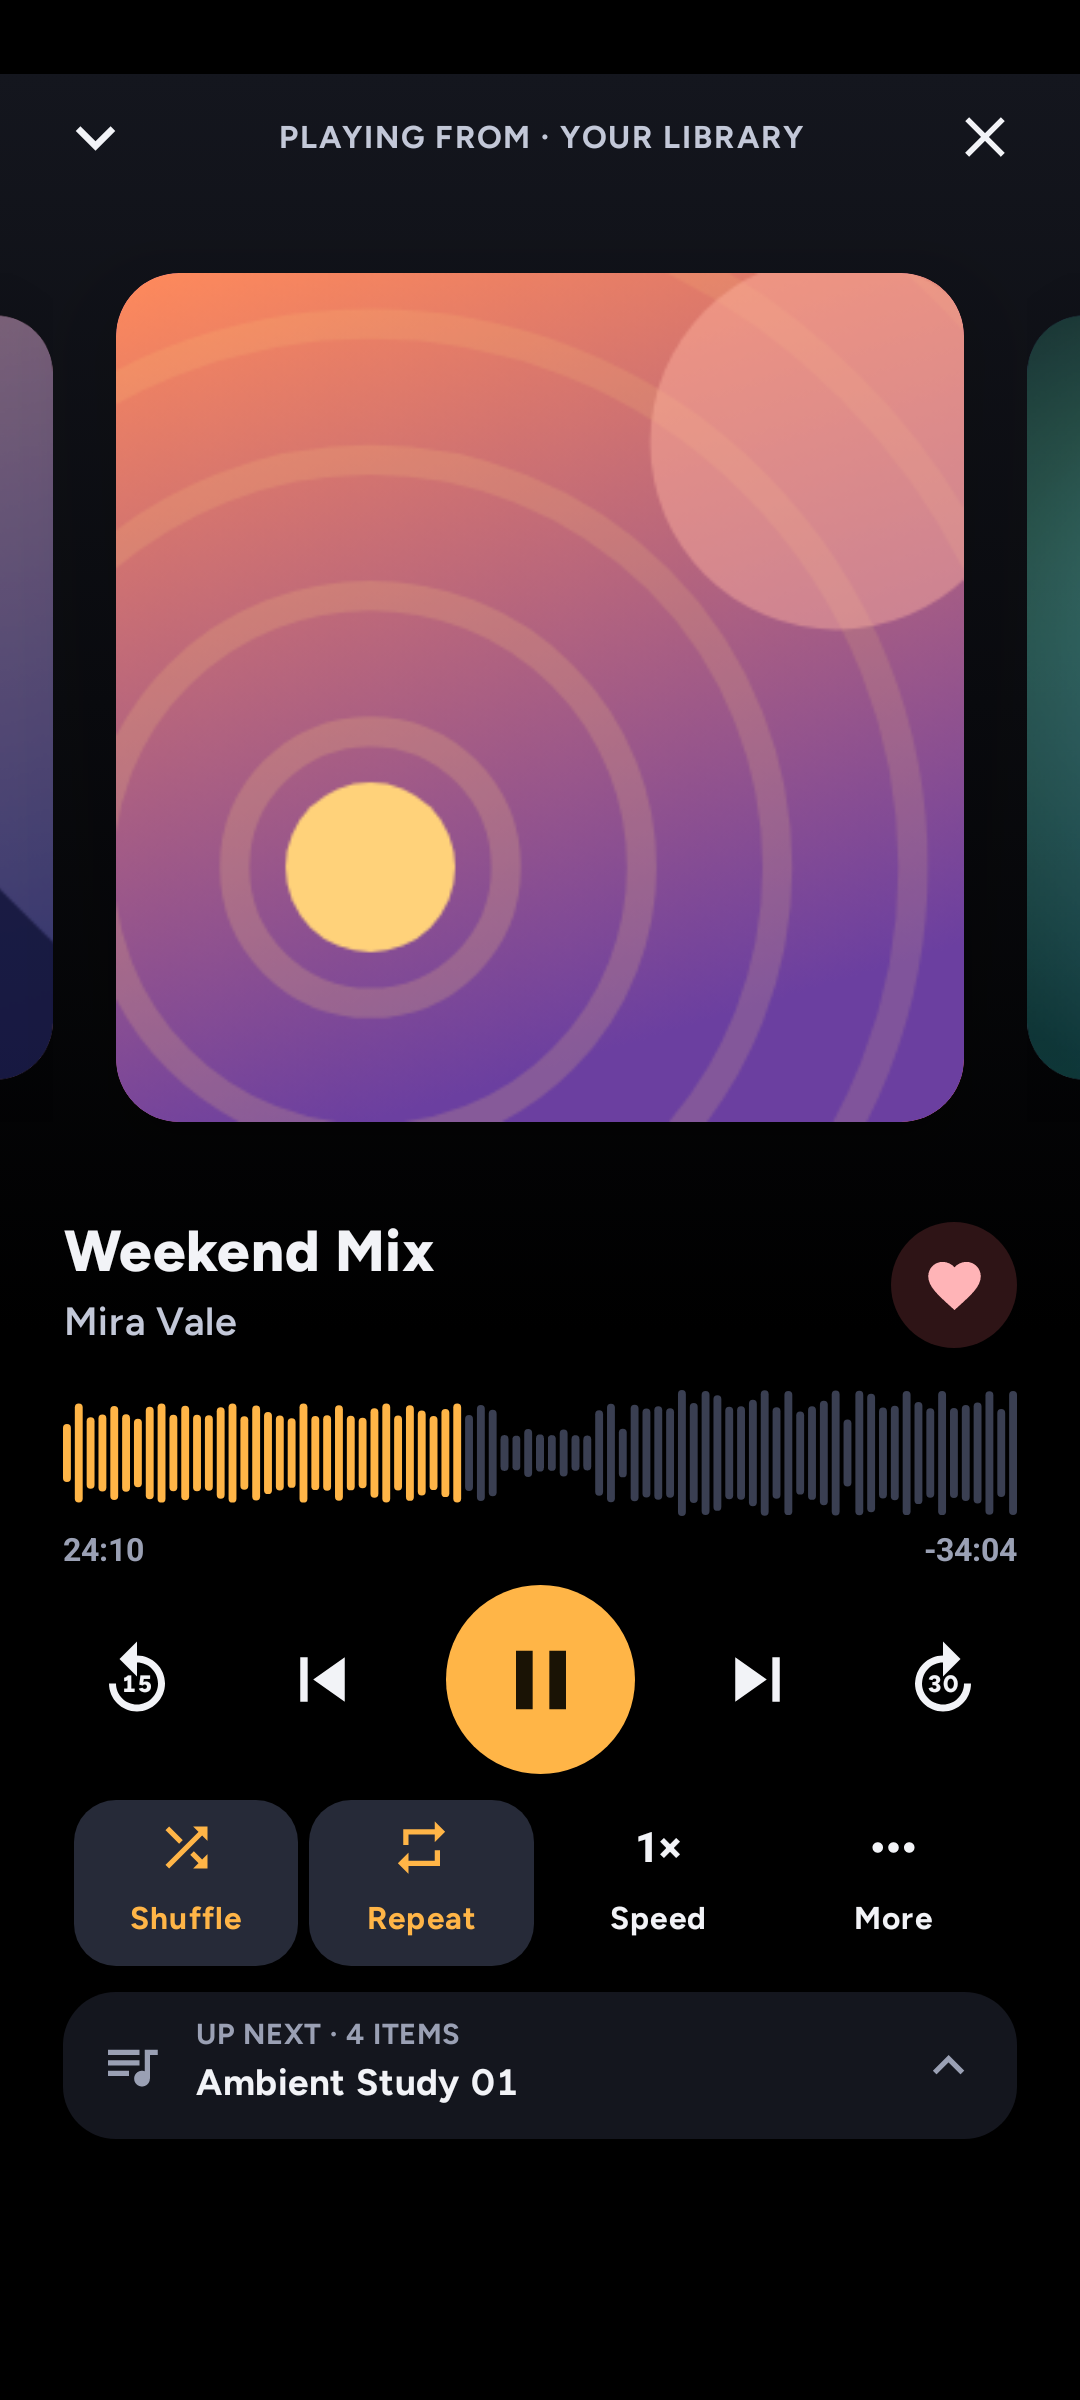 PLAYING FROM · YOUR LIBRARY
Weekend Mix
Mira Vale
24:10
-34:04
15
30
Shuffle
Repeat
1×
Speed
More
UP NEXT · 4 ITEMS
Ambient Study 01